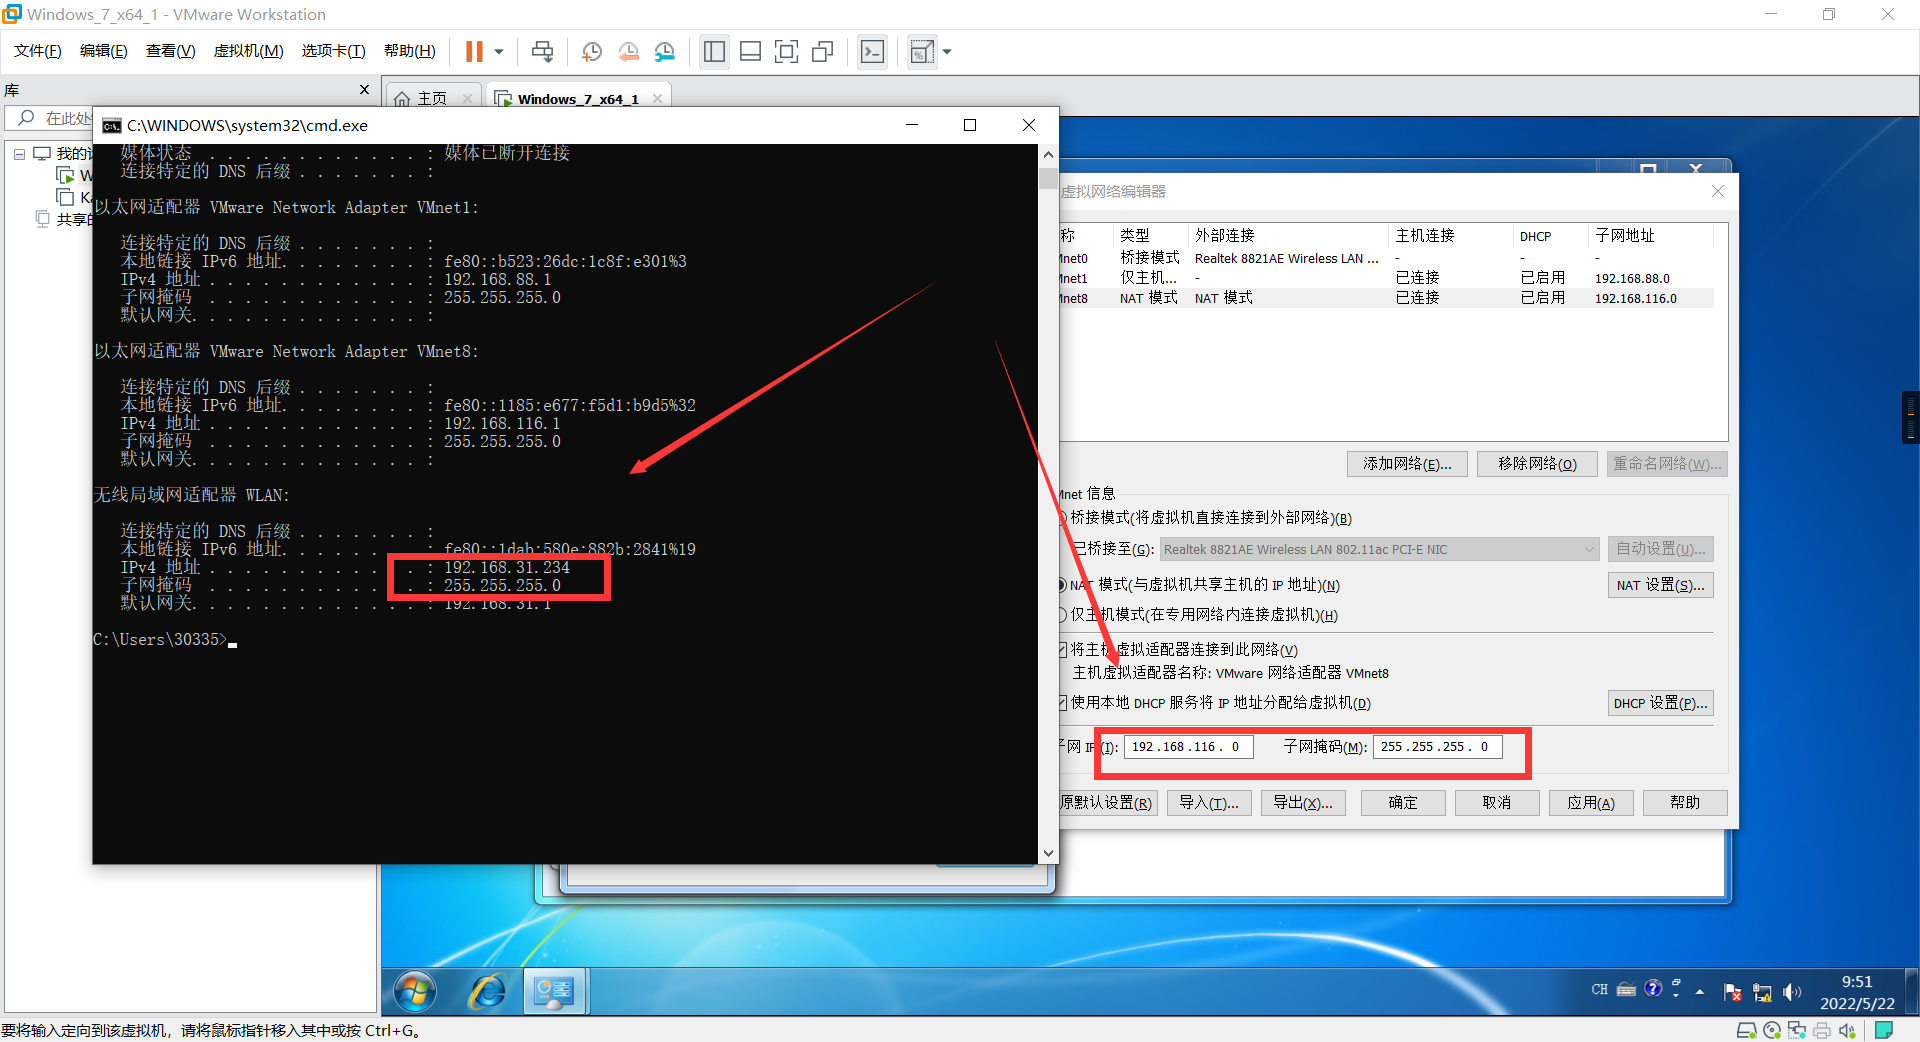 Windows_7_x64_1 - VMware Workstation
文件(F) 编辑(E) 查看(V) 虚拟机(M) 选项卡(T) 帮助(H)
库
主页
Windows_7_x64_1
在此处
我的
W
K
共享的
C:\WINDOWS\system32\cmd.exe
媒体状态 . . . . . . . . . . . . : 媒体已断开连接
连接特定的 DNS 后缀 . . . . . . . :
以太网适配器 VMware Network Adapter VMnet1:
连接特定的 DNS 后缀 . . . . . . . :
本地链接 IPv6 地址. . . . . . . . : fe80::b523:26dc:1c8f:e301%3
IPv4 地址 . . . . . . . . . . . . : 192.168.88.1
子网掩码 . . . . . . . . . . . . : 255.255.255.0
默认网关. . . . . . . . . . . . . :
以太网适配器 VMware Network Adapter VMnet8:
连接特定的 DNS 后缀 . . . . . . . :
本地链接 IPv6 地址. . . . . . . . : fe80::1185:e677:f5d1:b9d5%32
IPv4 地址 . . . . . . . . . . . . : 192.168.116.1
子网掩码 . . . . . . . . . . . . : 255.255.255.0
默认网关. . . . . . . . . . . . . :
无线局域网适配器 WLAN:
连接特定的 DNS 后缀 . . . . . . . :
本地链接 IPv6 地址. . . . . . . . : fe80::1dab:580e:882b:2841%19
IPv4 地址 . . . . . . . . . . . . : 192.168.31.234
子网掩码 . . . . . . . . . . . . : 255.255.255.0
默认网关. . . . . . . . . . . . . : 192.168.31.1
C:\Users\30335>
虚拟网络编辑器
称 类型 外部连接 主机连接 DHCP 子网地址
net0 桥接模式 Realtek 8821AE Wireless LAN ... - - -
net1 仅主机... - 已连接 已启用 192.168.88.0
net8 NAT 模式 NAT 模式 已连接 已启用 192.168.116.0
添加网络(E)... 移除网络(O) 重命名网络(W)...
Mnet 信息
桥接模式(将虚拟机直接连接到外部网络)(B)
已桥接至(G): Realtek 8821AE Wireless LAN 802.11ac PCI-E NIC 自动设置(U)...
NAT 模式(与虚拟机共享主机的 IP 地址)(N) NAT 设置(S)...
仅主机模式(在专用网络内连接虚拟机)(H)
将主机虚拟适配器连接到此网络(V)
主机虚拟适配器名称: VMware 网络适配器 VMnet8
使用本地 DHCP 服务将 IP 地址分配给虚拟机(D) DHCP 设置(P)...
子网 IP (I): 192 .168 .116 . 0 子网掩码(M): 255 .255 .255 . 0
原默认设置(R) 导入(T)... 导出(X)... 确定 取消 应用(A) 帮助
CH
9:51
2022/5/22
要将输入定向到该虚拟机，请将鼠标指针移入其中或按 Ctrl+G。